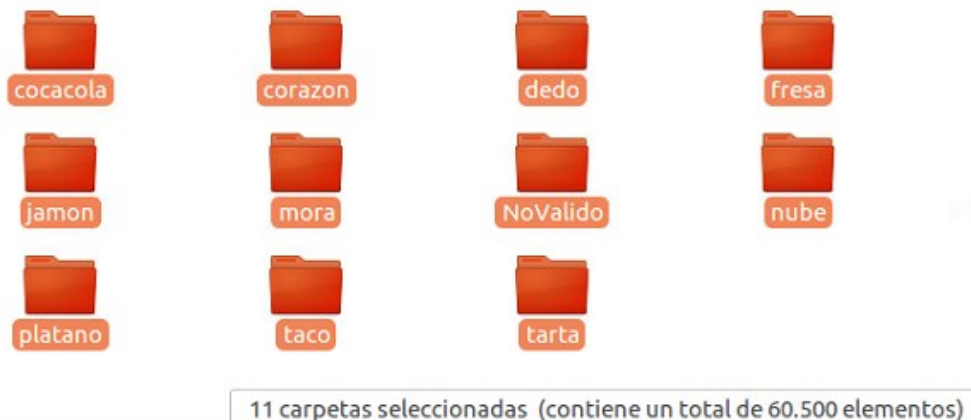 cocacola corazon dedo fresa
jamon mora NoValido nube
platano taco tarta
11 carpetas seleccionadas (contiene un total de 60.500 elementos)